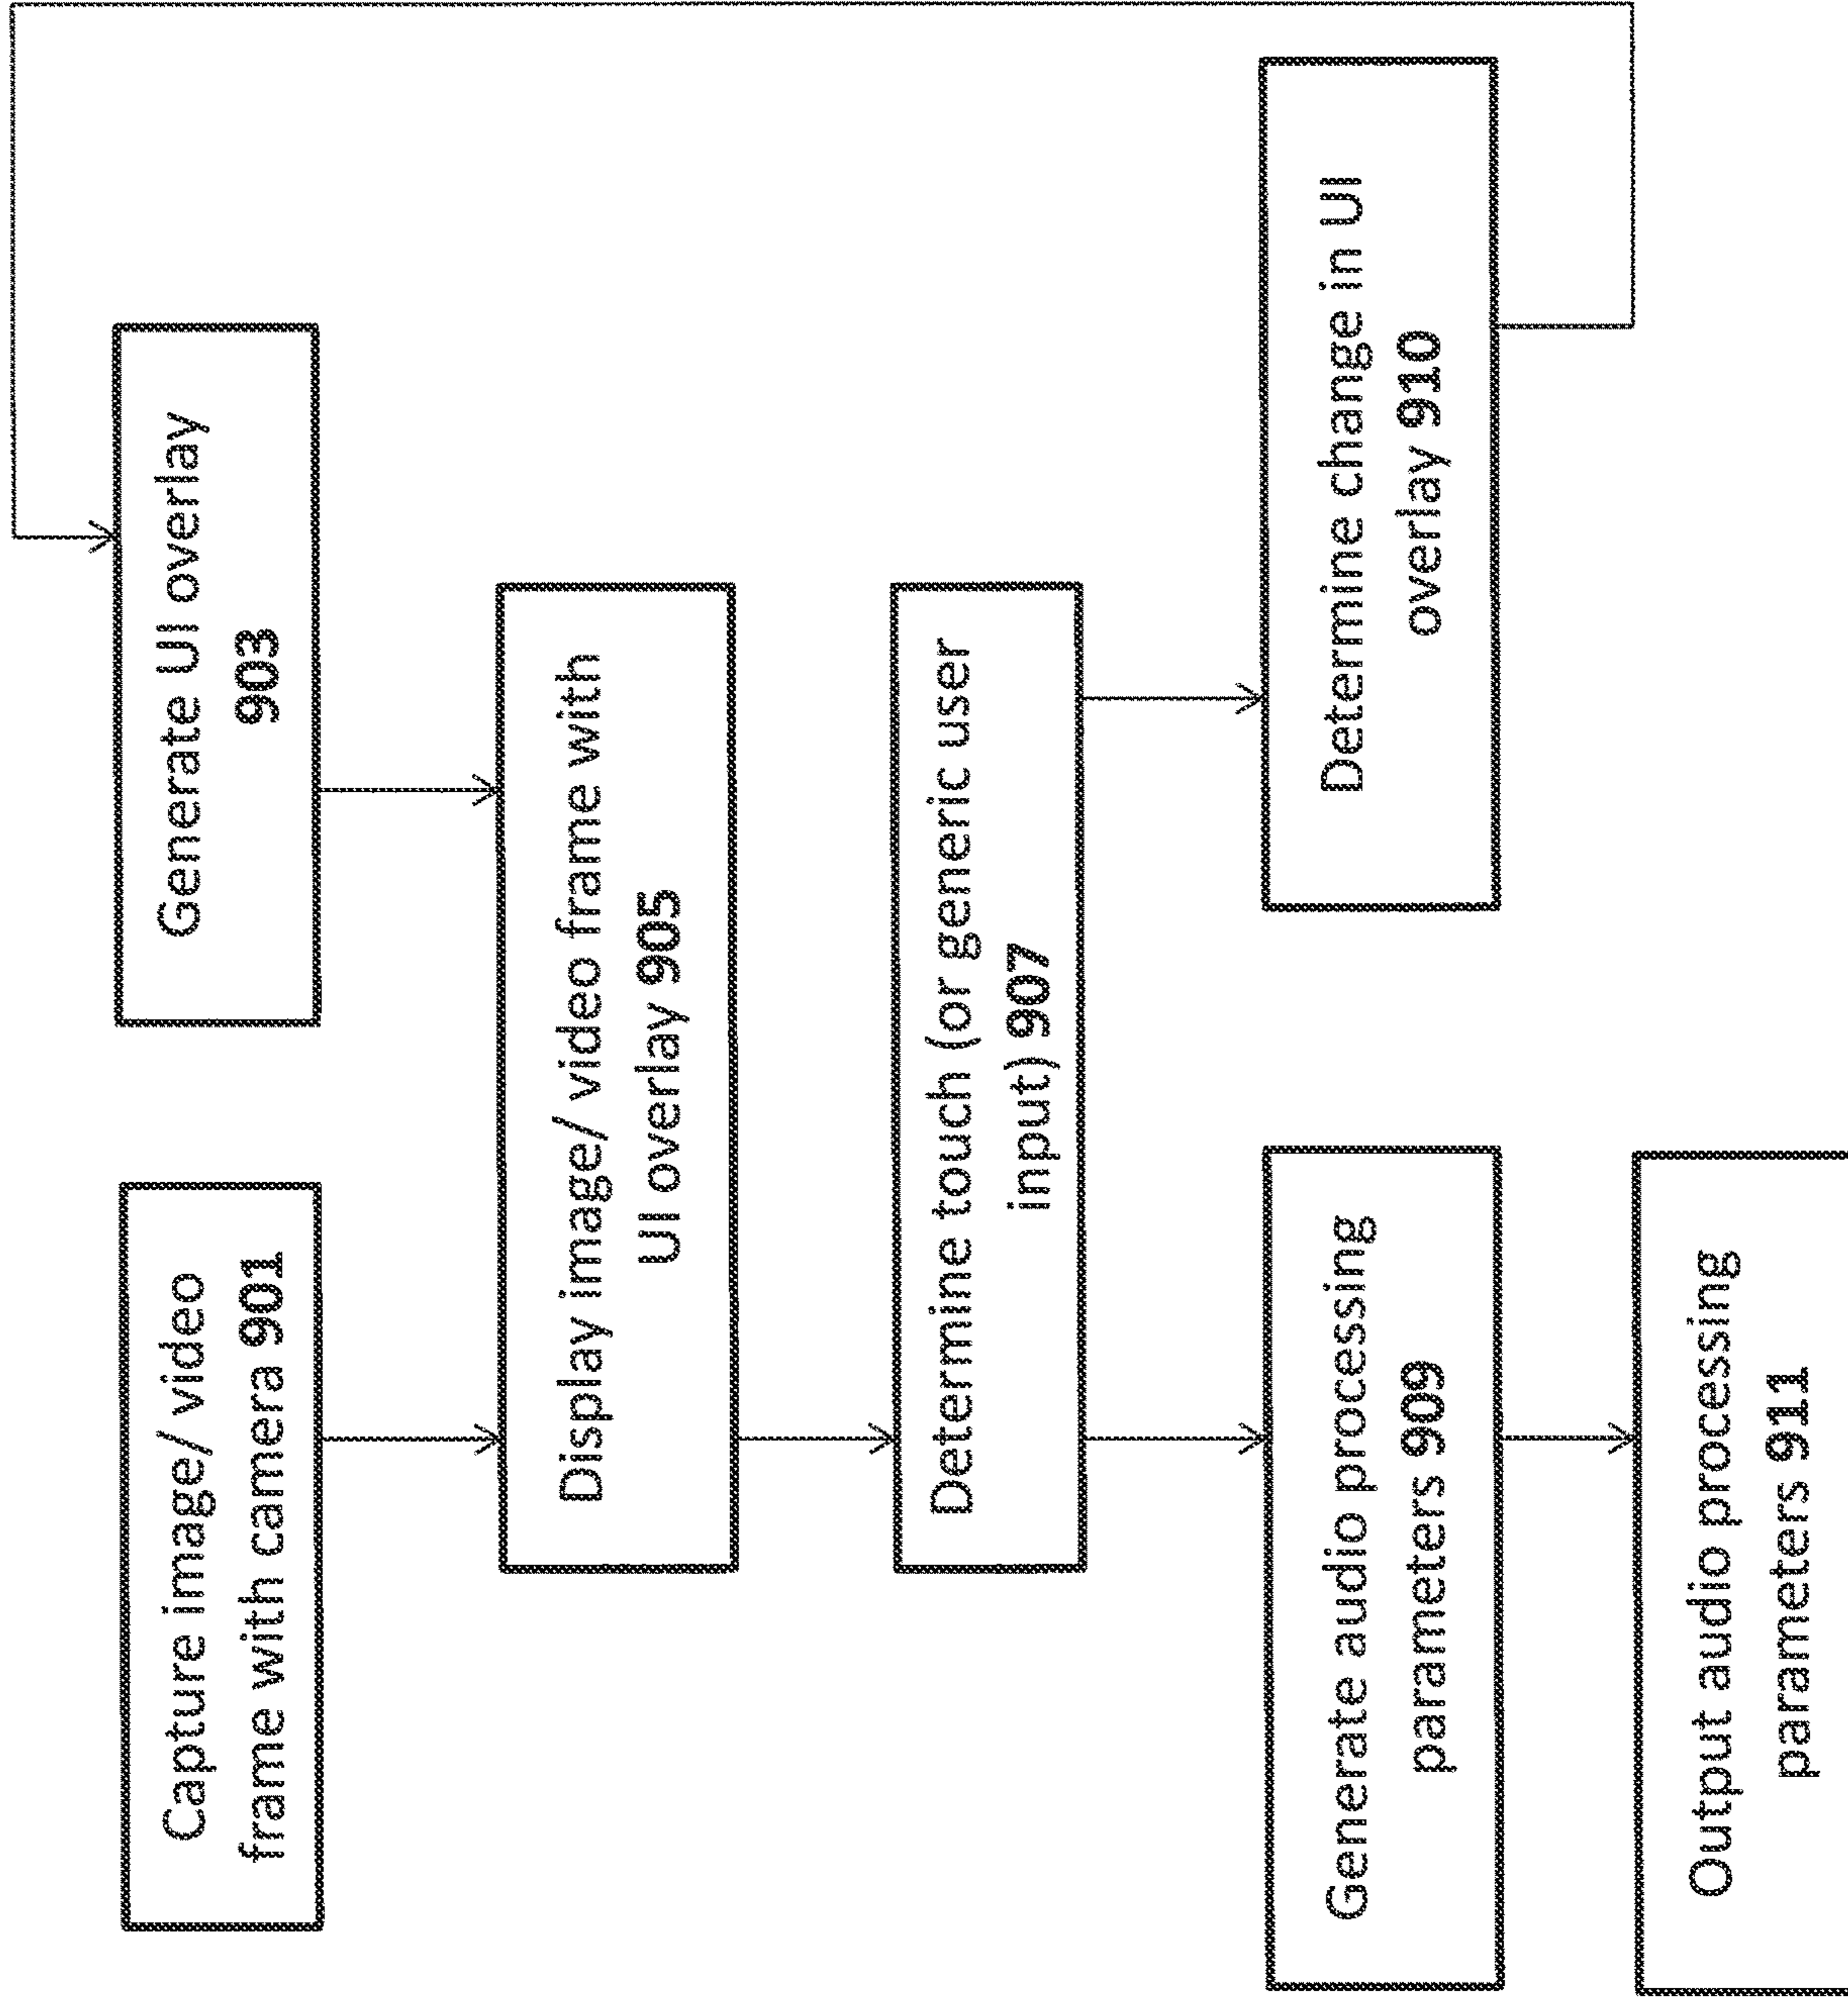 Capture image/ video
frame with camera 901
Generate UI overlay
903
Display image/ video frame with
UI overlay 905
Determine touch (or generic user
input) 907
Generate audio processing
parameters 909
Determine change in UI
overlay 910
Output audio processing
parameters 911